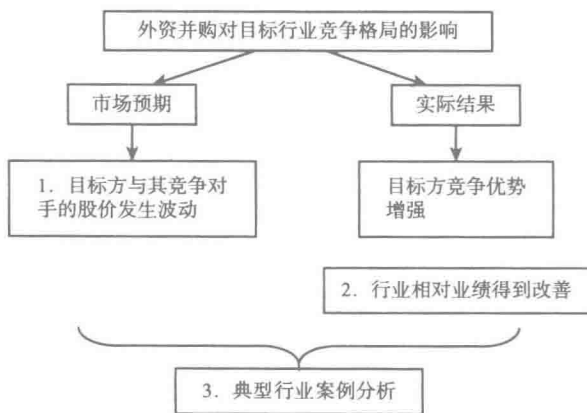 外资并购对目标行业竞争格局的影响
市场预期
实际结果
1. 目标方与其竞争对
手的股价发生波动
目标方竞争优势
增强
2. 行业相对业绩得到改善
3. 典型行业案例分析